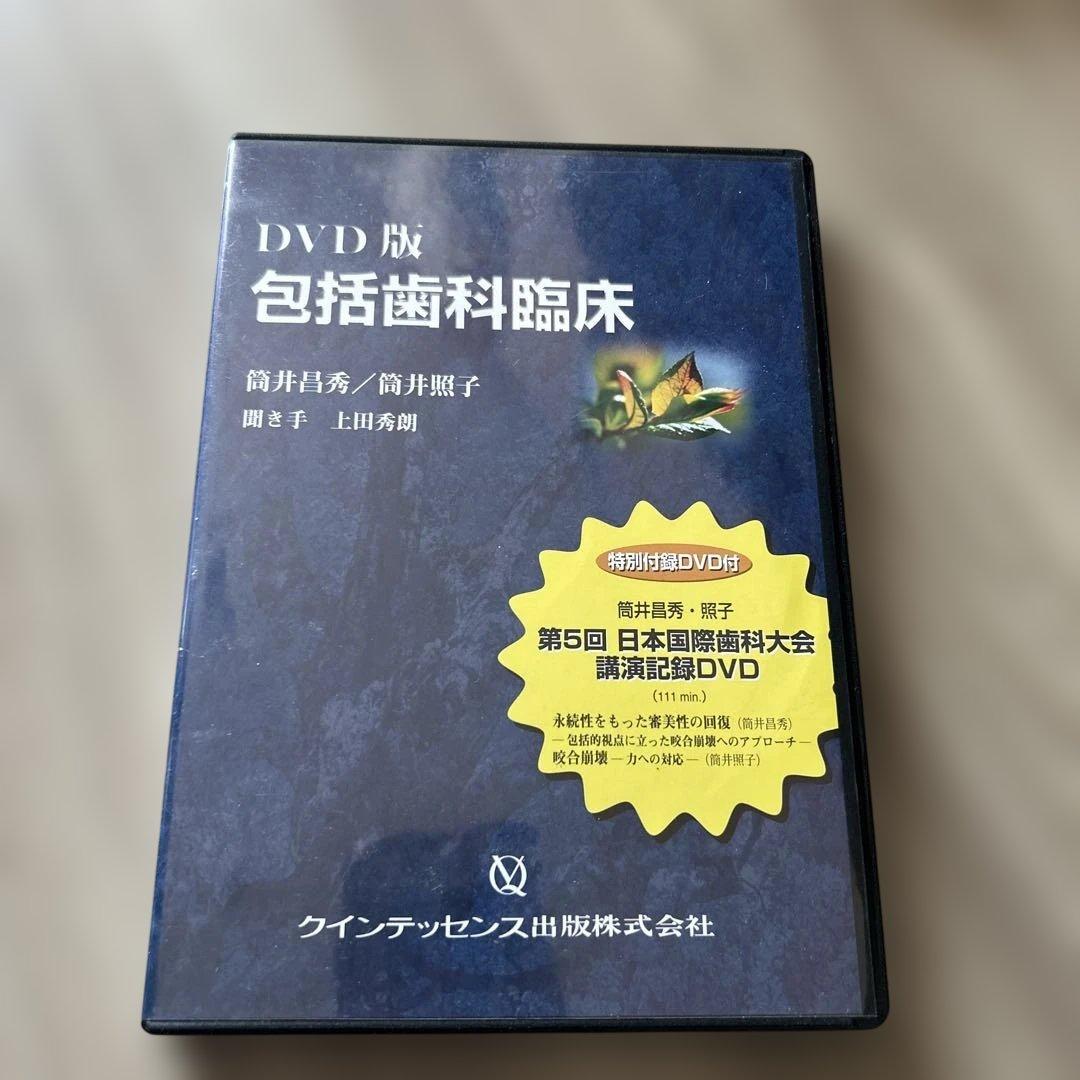 DVD版
包括歯科臨床
筒井昌秀／筒井照子
聞き手 上田秀朗
特別付録DVD付
筒井昌秀・照子
第5回 日本国際歯科大会
講演記録DVD
(111 min.)
永続性をもった審美性の回復（筒井昌秀）
―包括的視点に立った咬合崩壊へのアプローチ―
咬合崩壊―力への対応―（筒井照子）
クインテッセンス出版株式会社